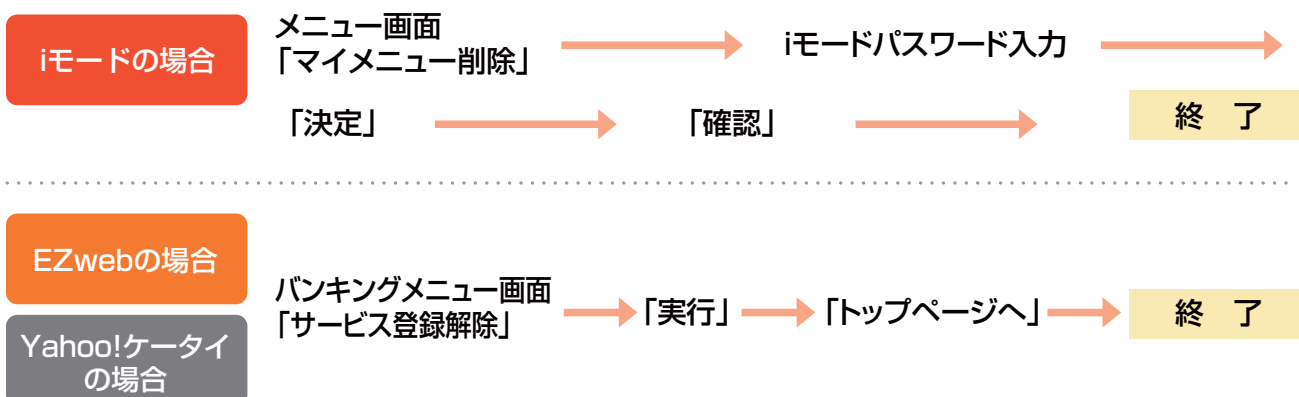 iモードの場合
メニュー画面
「マイメニュー削除」
iモードパスワード入力
「決定」
「確認」
終　了
EZwebの場合
Yahoo!ケータイ
の場合
バンキングメニュー画面
「サービス登録解除」
「実行」
「トップページへ」
終　了